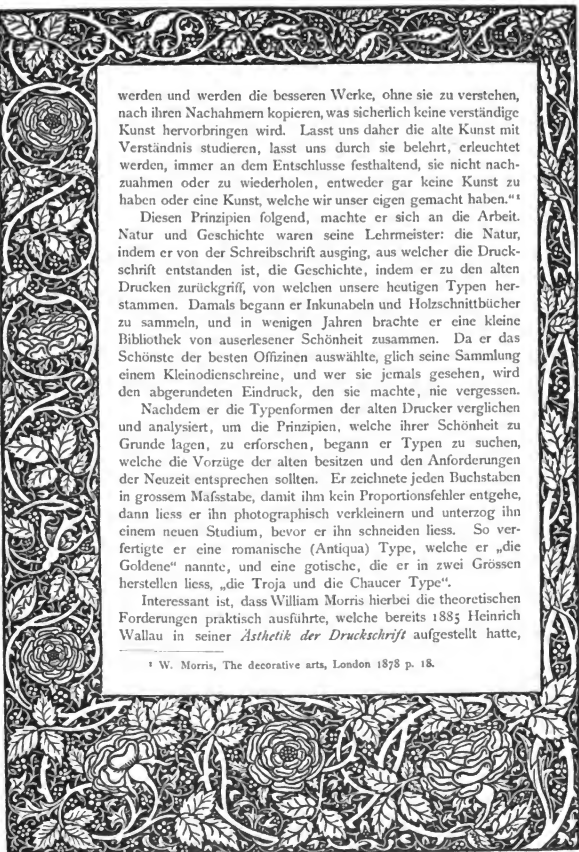 werden und werden die besseren Werke, ohne sie zu verstehen,
nach ihren Nachahmern kopieren, was sicherlich keine verständige
Kunst hervorbringen wird. Lasst uns daher die alte Kunst mit
Verständnis studieren, lasst uns durch sie belehrt, erleuchtet
werden, immer an dem Entschlusse festhaltend, sie nicht nach-
zuahmen oder zu wiederholen, entweder gar keine Kunst zu
haben oder eine Kunst, welche wir unser eigen gemacht haben.“¹
Diesen Prinzipien folgend, machte er sich an die Arbeit.
Natur und Geschichte waren seine Lehrmeister: die Natur,
indem er von der Schreibschrift ausging, aus welcher die Druck-
schrift entstanden ist, die Geschichte, indem er zu den alten
Drucken zurückgriff, von welchen unsere heutigen Typen her-
stammen. Damals begann er Inkunabeln und Holzschnittbücher
zu sammeln, und in wenigen Jahren brachte er eine kleine
Bibliothek von auserlesener Schönheit zusammen. Da er das
Schönste der besten Offizinen auswählte, glich seine Sammlung
einem Kleinodienschreine, und wer sie jemals gesehen, wird
den abgerundeten Eindruck, den sie machte, nie vergessen.
Nachdem er die Typenformen der alten Drucker verglichen
und analysiert, um die Prinzipien, welche ihrer Schönheit zu
Grunde lagen, zu erforschen, begann er Typen zu suchen,
welche die Vorzüge der alten besitzen und den Anforderungen
der Neuzeit entsprechen sollten. Er zeichnete jeden Buchstaben
in grossem Mafsstabe, damit ihm kein Proportionsfehler entgehe,
dann liess er ihn photographisch verkleinern und unterzog ihn
einem neuen Studium, bevor er ihn schneiden liess. So ver-
fertigte er eine romanische (Antiqua) Type, welche er „die
Goldene“ nannte, und eine gotische, die er in zwei Grössen
herstellen liess, „die Troja und die Chaucer Type“.
Interessant ist, dass William Morris hierbei die theoretischen
Forderungen praktisch ausführte, welche bereits 1885 Heinrich
Wallau in seiner Ästhetik der Druckschrift aufgestellt hatte,
¹ W. Morris, The decorative arts, London 1878 p. 18.